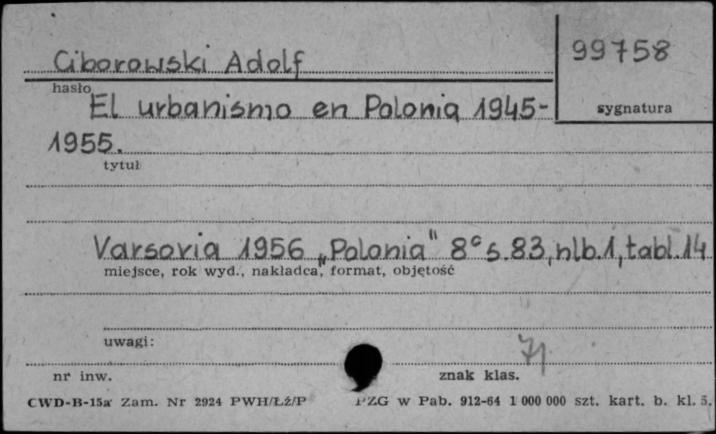 Ciborowski Adolf
99758
hasło
sygnatura
El urbanismo en Polonia 1945-
1955.
tytuł
Varsovia 1956 „Polonia" 8° s. 83, nlb. 1, tabl. 14
miejsce, rok wyd., nakładca, format, objętość
uwagi:
71
nr inw.
znak klas.
CWD-B-15a Zam. Nr 2924 PWH/Łż/P PZG w Pab. 912-64 1 000 000 szt. kart. b. kl. 5.